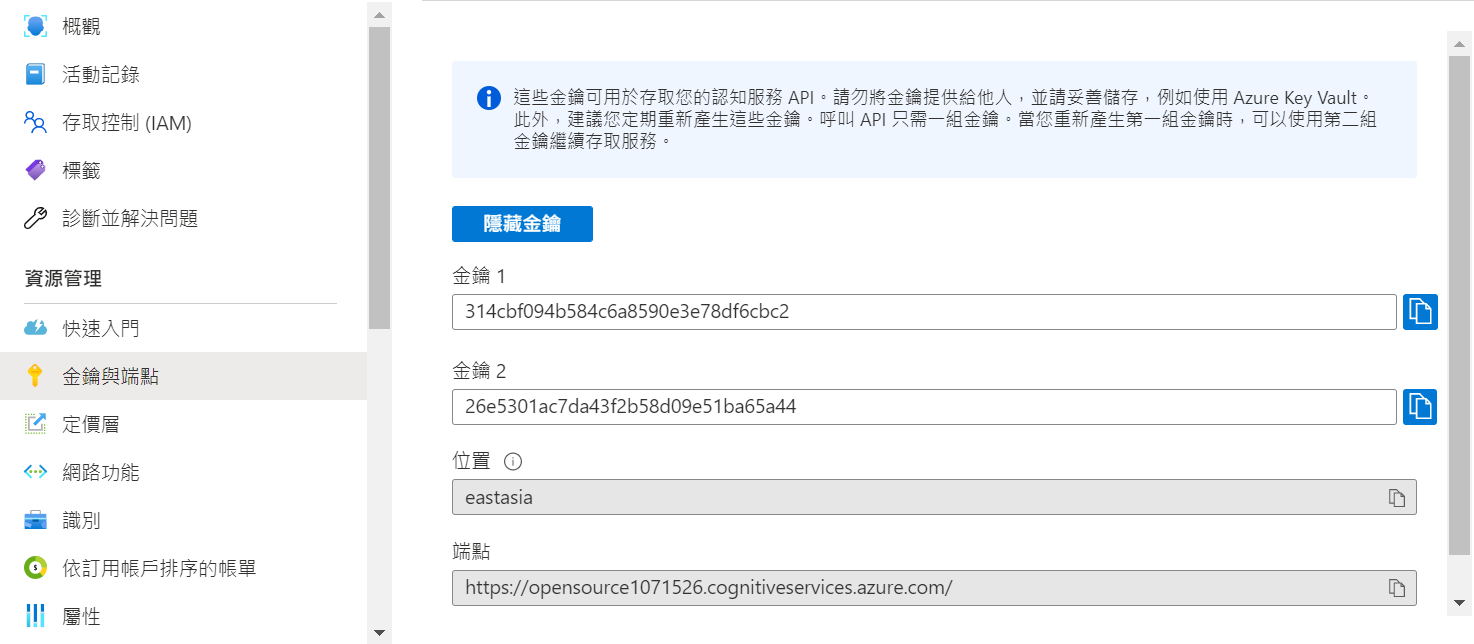 概觀
活動記錄
存取控制 (IAM)
標籤
診斷並解決問題
資源管理
快速入門
金鑰與端點
定價層
網路功能
識別
依訂用帳戶排序的帳單
屬性
這些金鑰可用於存取您的認知服務 API。請勿將金鑰提供給他人，並請妥善儲存，例如使用 Azure Key Vault。
此外，建議您定期重新產生這些金鑰。呼叫 API 只需一組金鑰。當您重新產生第一組金鑰時，可以使用第二組
金鑰繼續存取服務。
隱藏金鑰
金鑰 1
314cbf094b584c6a8590e3e78df6cbc2
金鑰 2
26e5301ac7da43f2b58d09e51ba65a44
位置
eastasia
端點
https://opensource1071526.cognitiveservices.azure.com/